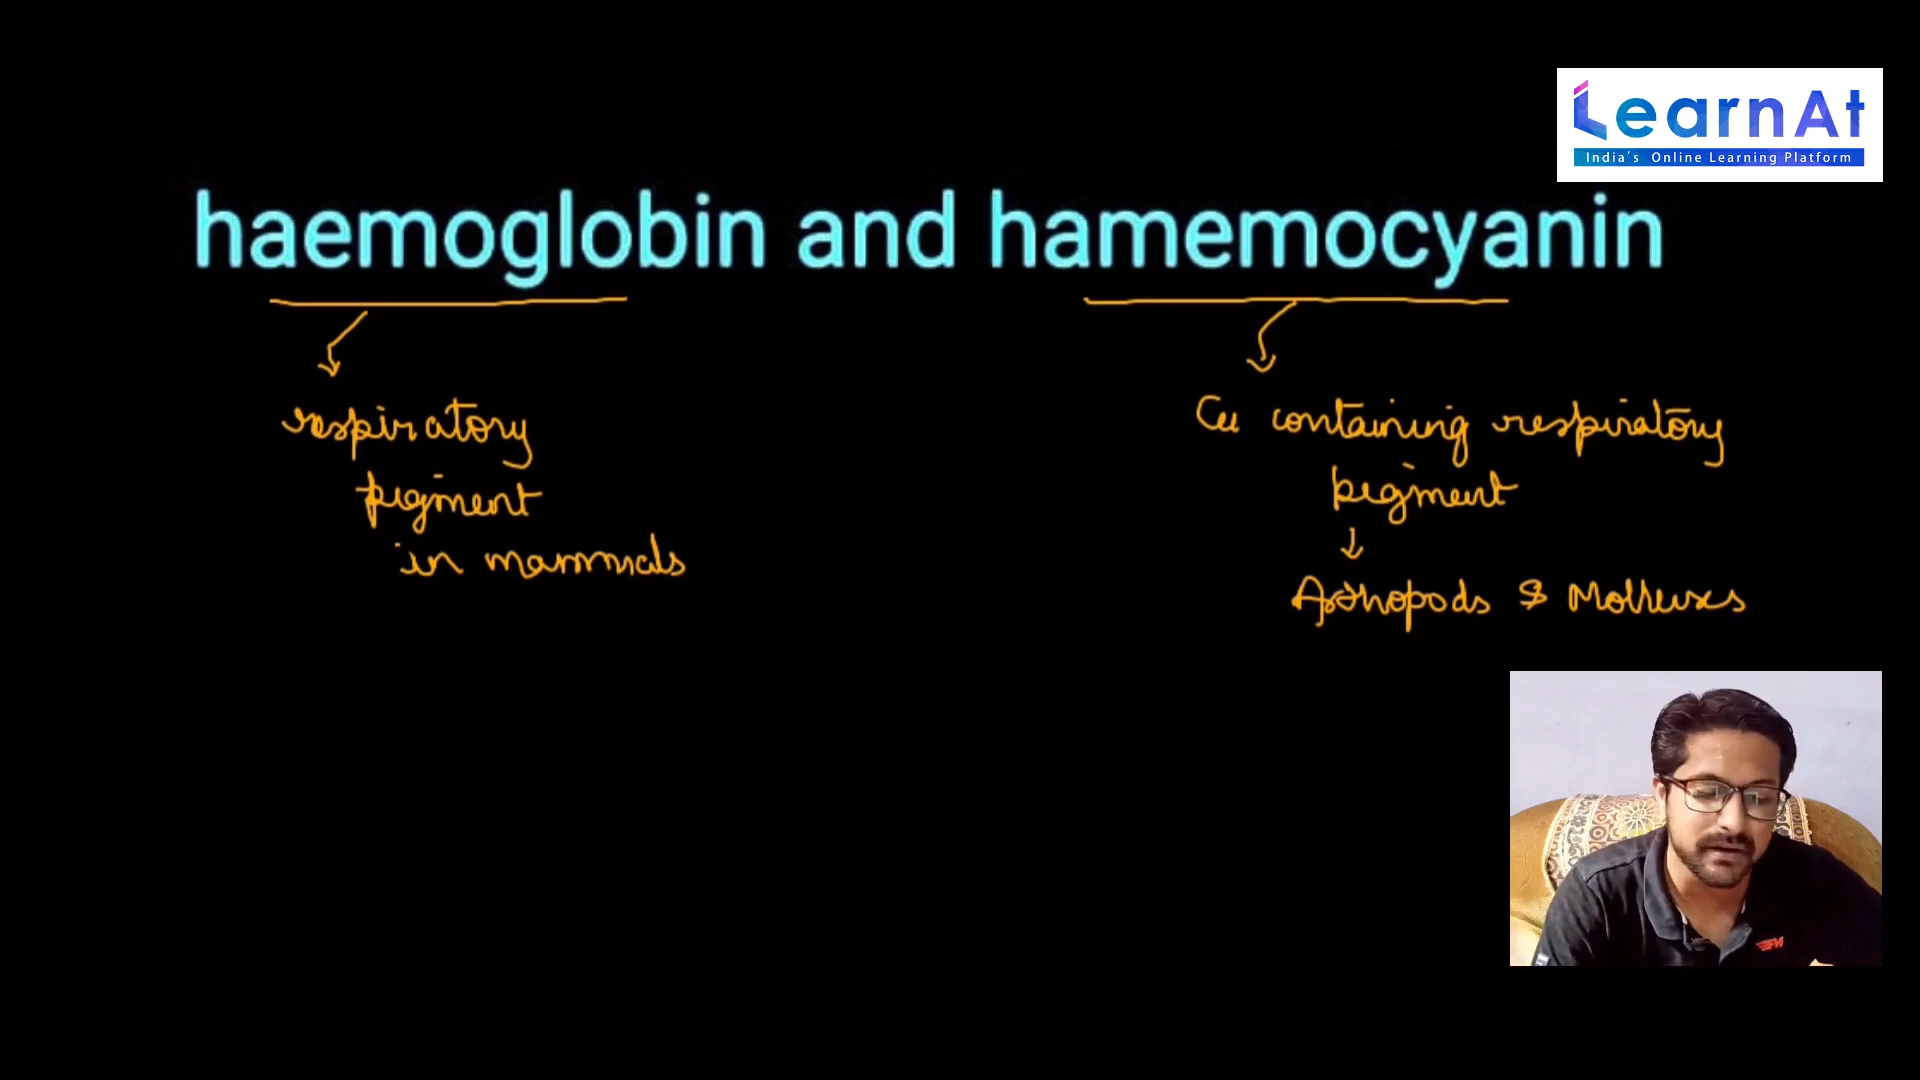 LearnAt
India's Online Learning Platform
haemoglobin and hamemocyanin
respiratory
pigment
in mammals
Cu containing respiratory
pigment
Arthopods & Molluscs